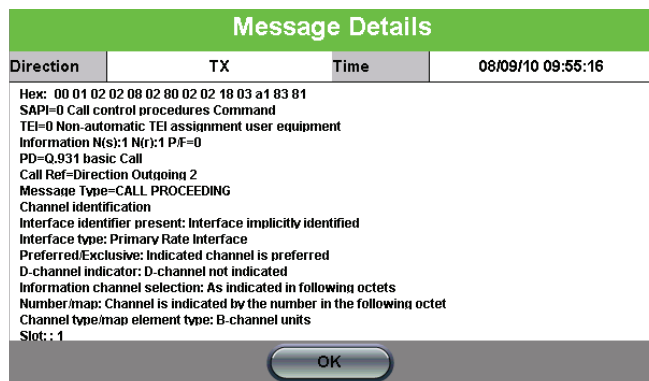 Message Details
Direction TX Time 08/09/10 09:55:16
Hex: 00 01 02 02 08 02 80 02 02 18 03 a1 83 81
SAPI=0 Call control procedures Command
TEI=0 Non-automatic TEI assignment user equipment
Information N(s):1 N(r):1 P/F=0
PD=Q.931 basic Call
Call Ref=Direction Outgoing 2
Message Type=CALL PROCEEDING
Channel identification
Interface identifier present: Interface implicitly identified
Interface type: Primary Rate Interface
Preferred/Exclusive: Indicated channel is preferred
D-channel indicator: D-channel not indicated
Information channel selection: As indicated in following octets
Number/map: Channel is indicated by the number in the following octet
Channel type/map element type: B-channel units
Slot: : 1
OK